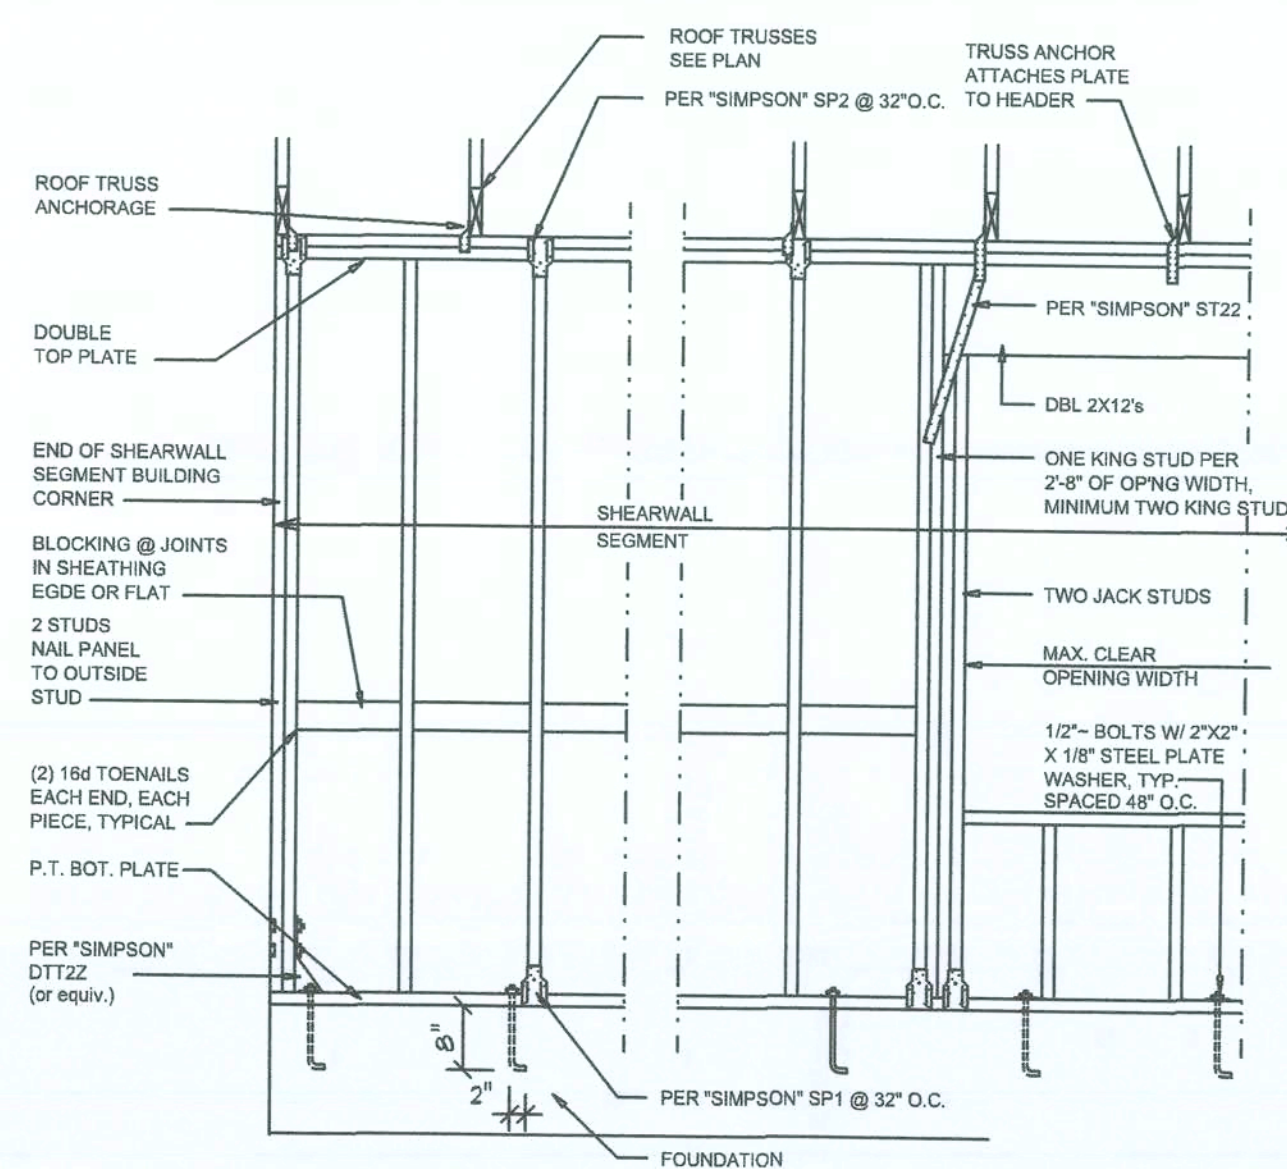 ROOF TRUSSES
SEE PLAN
PER "SIMPSON" SP2 @ 32"O.C.
TRUSS ANCHOR
ATTACHES PLATE
TO HEADER
ROOF TRUSS
ANCHORAGE
DOUBLE
TOP PLATE
PER "SIMPSON" ST22
DBL 2X12's
END OF SHEARWALL
SEGMENT BUILDING
CORNER
ONE KING STUD PER
2'-8" OF OP'NG WIDTH,
MINIMUM TWO KING STUD
SHEARWALL
SEGMENT
BLOCKING @ JOINTS
IN SHEATHING
EGDE OR FLAT
2 STUDS
NAIL PANEL
TO OUTSIDE
STUD
TWO JACK STUDS
MAX. CLEAR
OPENING WIDTH
1/2"~ BOLTS W/ 2"X2"
X 1/8" STEEL PLATE
WASHER, TYP.
SPACED 48" O.C.
(2) 16d TOENAILS
EACH END, EACH
PIECE, TYPICAL
P.T. BOT. PLATE
PER "SIMPSON"
DTT2Z
(or equiv.)
8"
2"
PER "SIMPSON" SP1 @ 32" O.C.
FOUNDATION